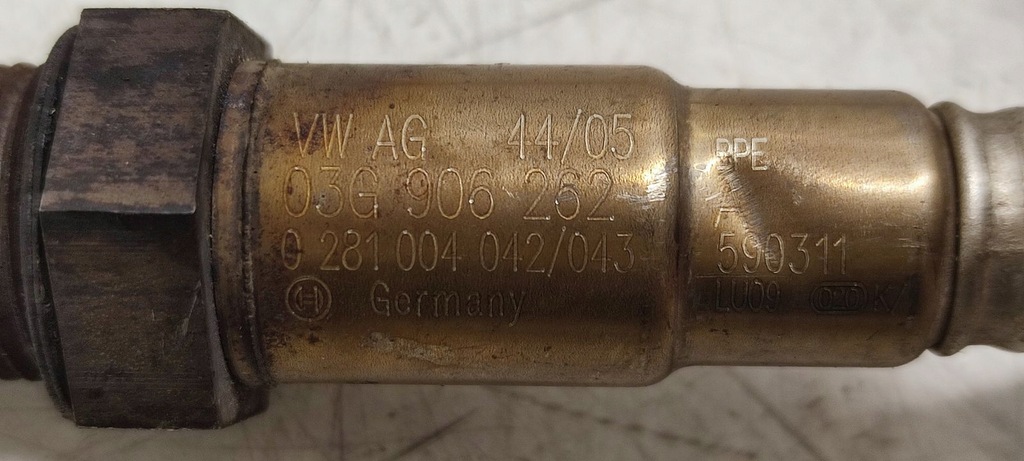 VW AG 44/05
03G 906 262
0 281 004 042/043
Germany
PPE
A
590311
LU09 K